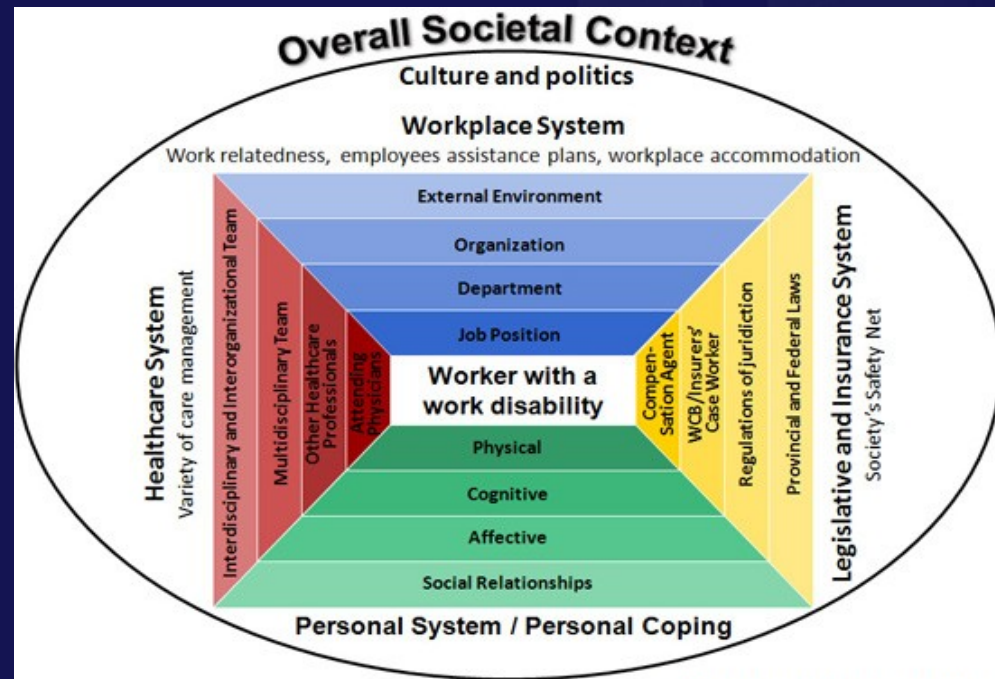 Overall Societal Context
Culture and politics
Workplace System
Work relatedness, employees assistance plans, workplace accommodation
External Environment
Organization
Department
Job Position
Worker with a
work disability
Physical
Cognitive
Affective
Social Relationships
Personal System / Personal Coping
Healthcare System
Variety of care management
Interdisciplinary and Interorganizational Team
Multidisciplinary Team
Other Healthcare
Professionals
Attending
Physicians
Compen-
Sation Agent
WCB/Insurers'
Case Worker
Regulations of juridiction
Provincial and Federal Laws
Legislative and Insurance System
Society's Safety Net